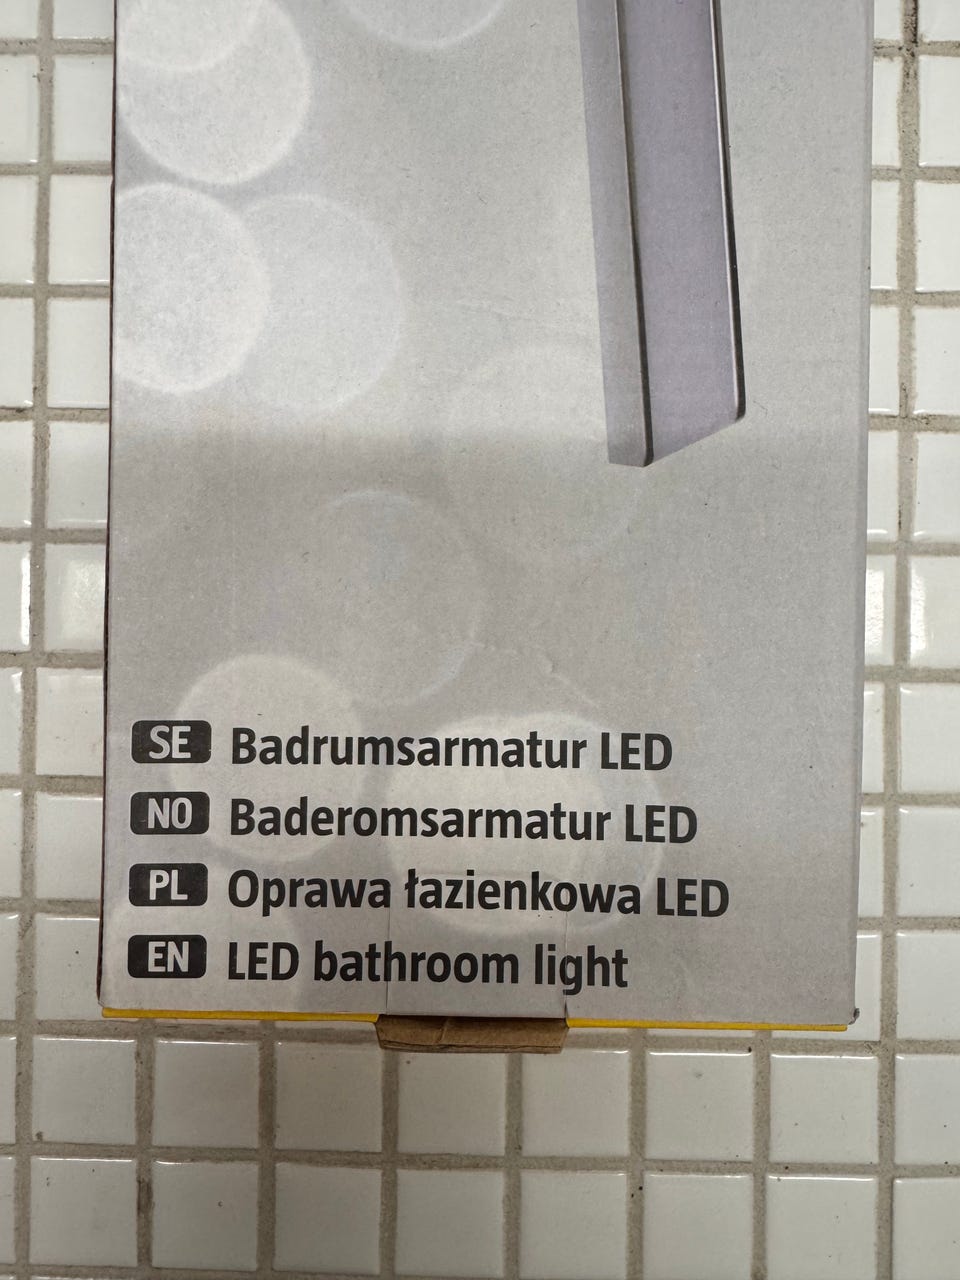 SE Badrumsarmatur LED
NO Baderomsarmatur LED
PL Oprawa łazienkowa LED
EN LED bathroom light